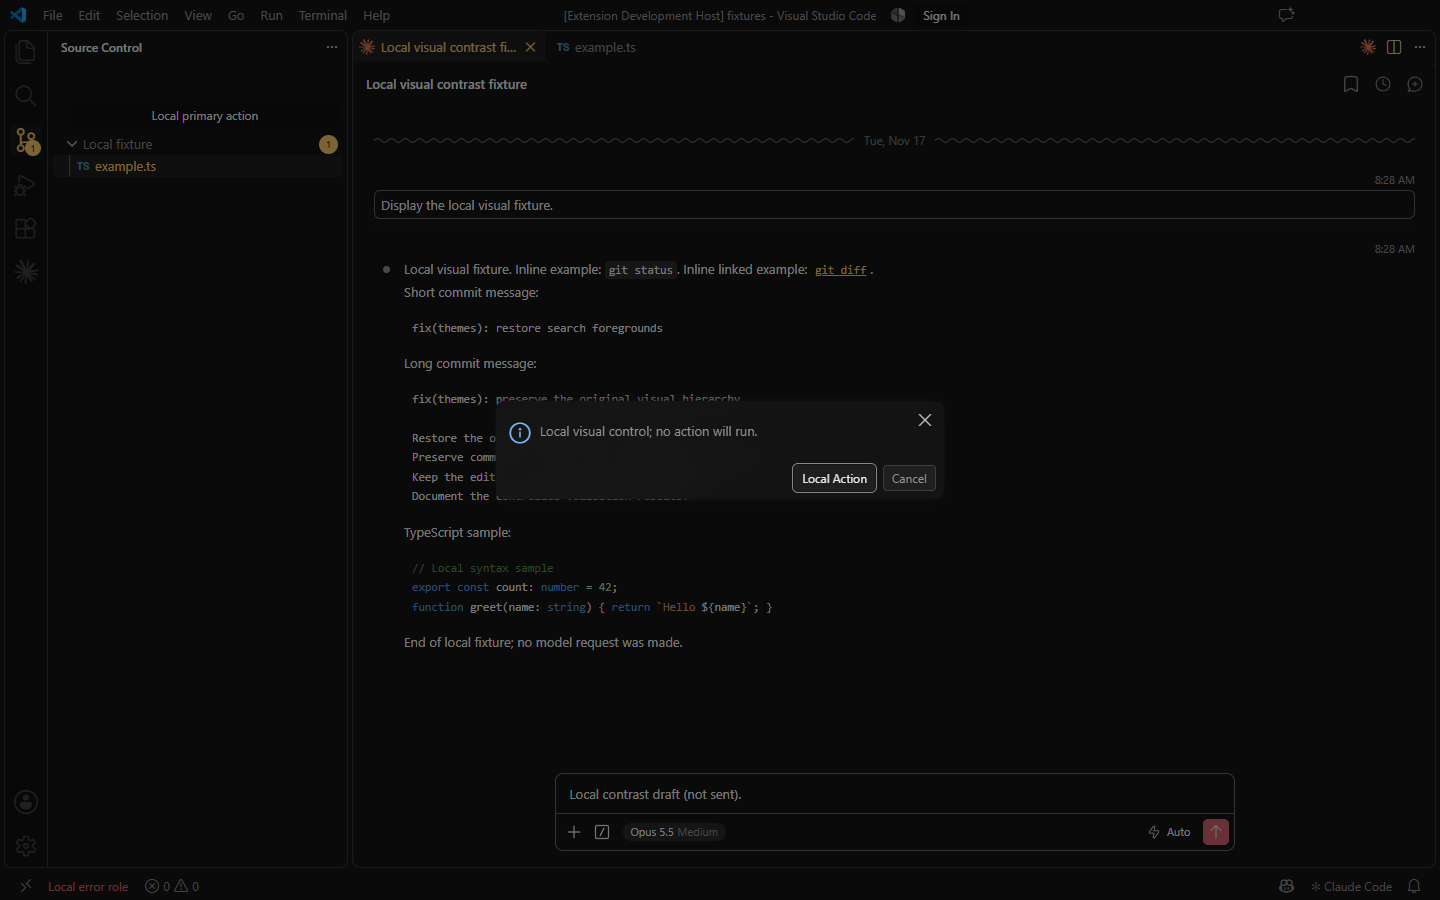 File Edit Selection View Go Run Terminal Help
[Extension Development Host] fixtures - Visual Studio Code
Sign In
Source Control
Local primary action
Local fixture
1
1
TS example.ts
Local visual contrast fi...
TS example.ts
Local visual contrast fixture
Tue, Nov 17
8:28 AM
Display the local visual fixture.
8:28 AM
Local visual fixture. Inline example: git status. Inline linked example: git diff.
Short commit message:
fix(themes): restore search foregrounds
Long commit message:
fix(themes): preserve the original visual hierarchy
Restore the
Preserve
Keep the
Document the
Local visual control; no action will run.
Local Action
Cancel
TypeScript sample:
// Local syntax sample
export const count: number = 42;
function greet(name: string) { return `Hello ${name}`; }
End of local fixture; no model request was made.
Local contrast draft (not sent).
Opus 5.5 Medium
Auto
Local error role
0 0
Claude Code